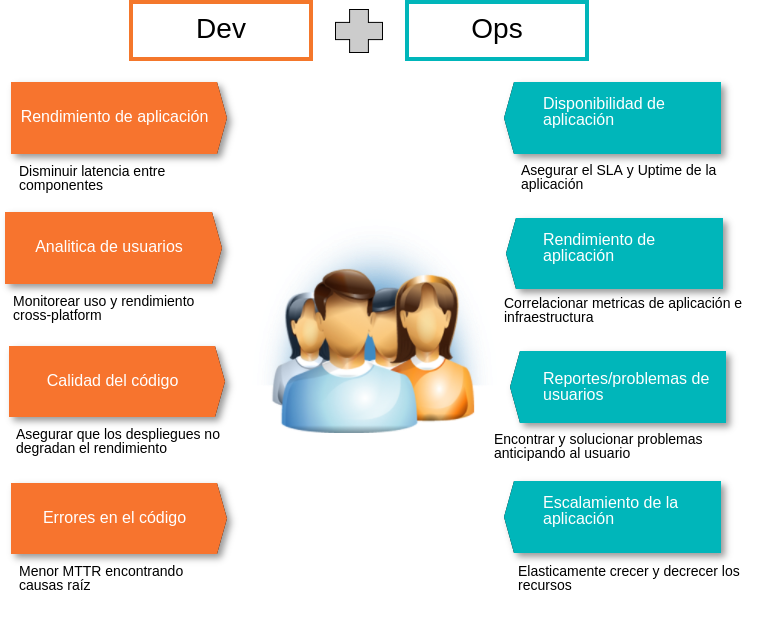 Dev
Ops
Rendimiento de aplicación
Disminuir latencia entre
componentes
Analitica de usuarios
Monitorear uso y rendimiento
cross-platform
Calidad del código
Asegurar que los despliegues no
degradan el rendimiento
Errores en el código
Menor MTTR encontrando
causas raíz
Disponibilidad de
aplicación
Asegurar el SLA y Uptime de la
aplicación
Rendimiento de
aplicación
Correlacionar metricas de aplicación e
infraestructura
Reportes/problemas de
usuarios
Encontrar y solucionar problemas
anticipando al usuario
Escalamiento de la
aplicación
Elasticamente crecer y decrecer los
recursos